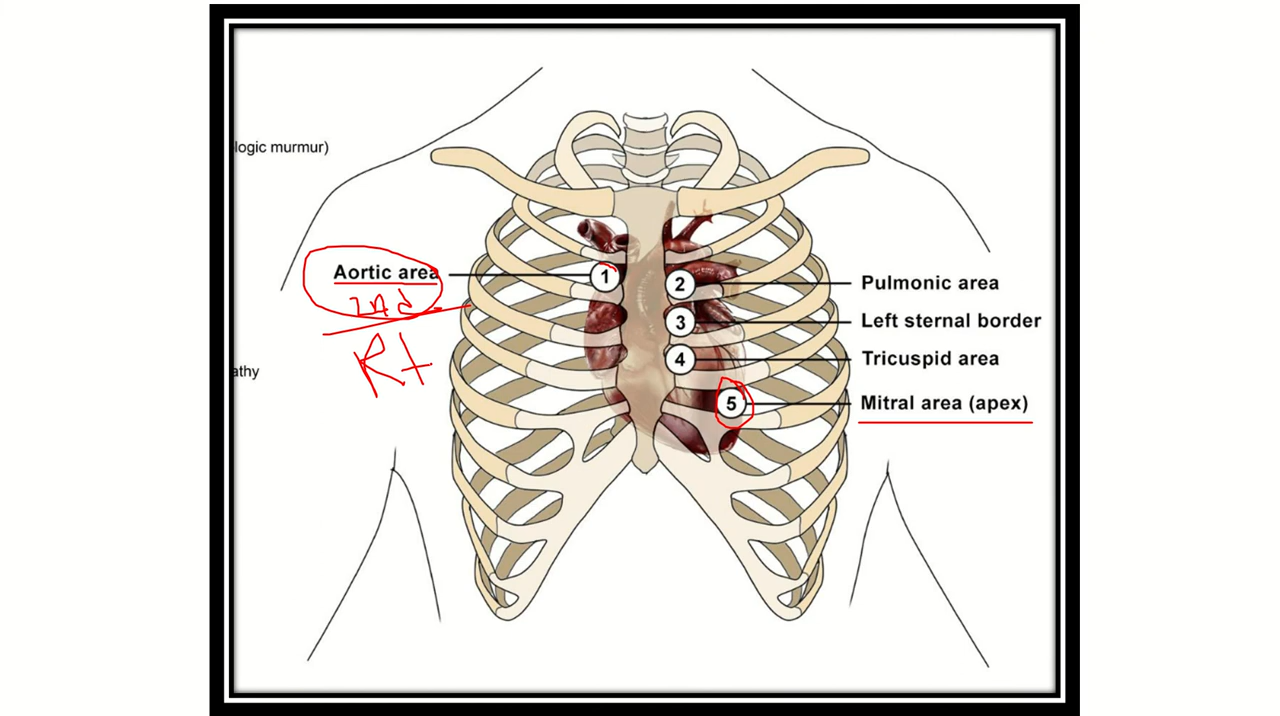 logic murmur)
Aortic area
2nd
Rt
athy
1
2
3
4
5
Pulmonic area
Left sternal border
Tricuspid area
Mitral area (apex)